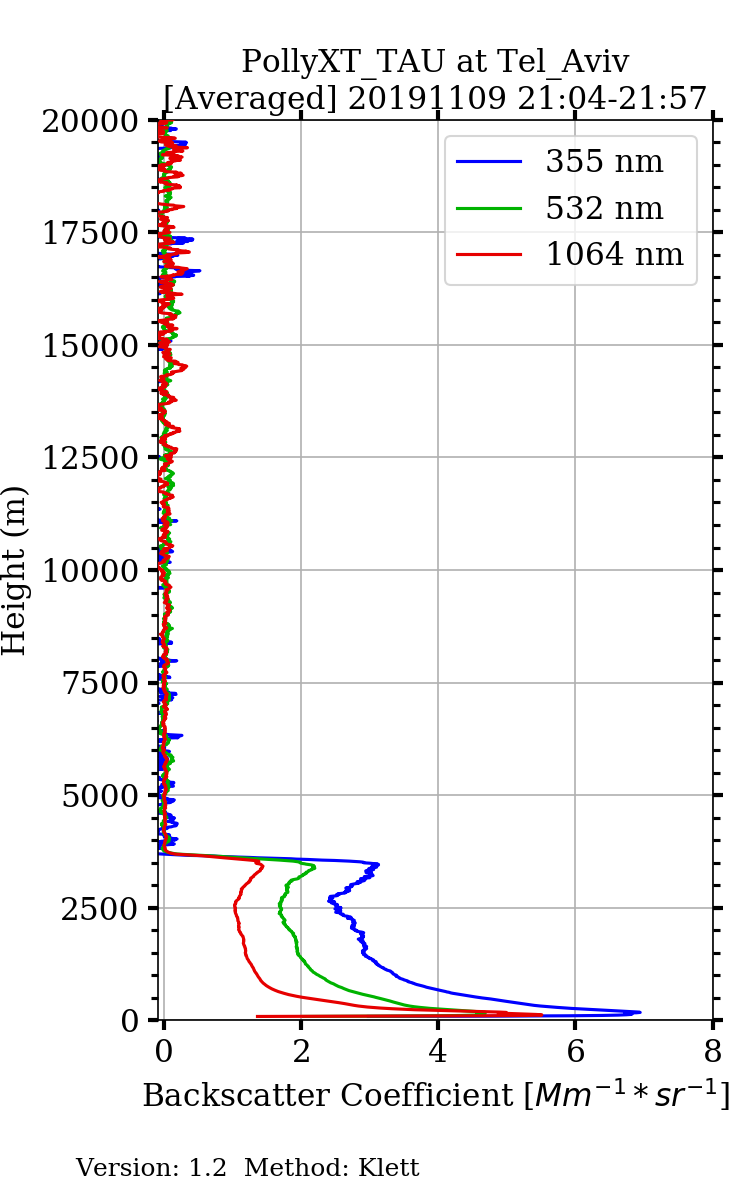 PollyXT_TAU at Tel_Aviv
[Averaged] 20191109 21:04-21:57
20000
17500
15000
12500
10000
7500
5000
2500
0
Height (m)
355 nm
532 nm
1064 nm
0 2 4 6 8
Backscatter Coefficient [Mm⁻¹*sr⁻¹]
Version: 1.2 Method: Klett